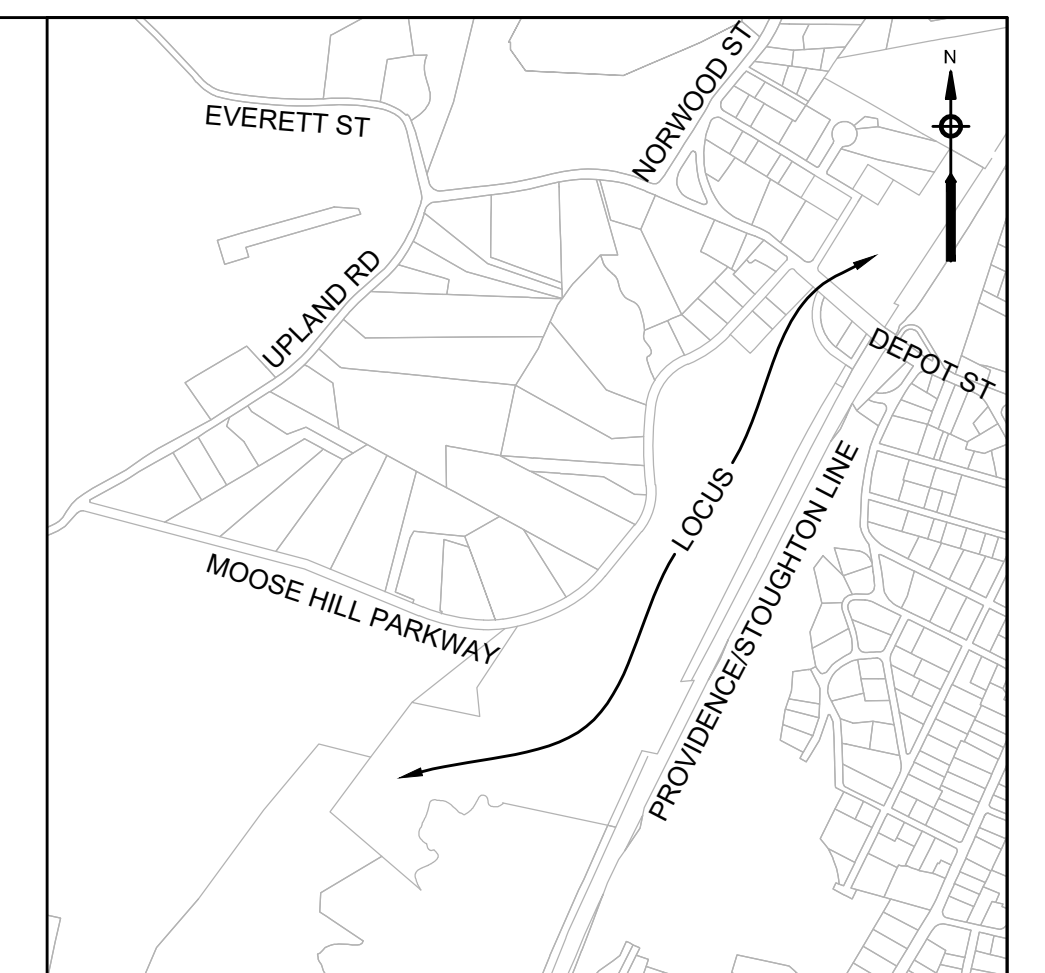 NORWOOD ST
N
EVERETT ST
UPLAND RD
DEPOT ST
LOCUS
PROVIDENCE/STOUGHTON LINE
MOOSE HILL PARKWAY